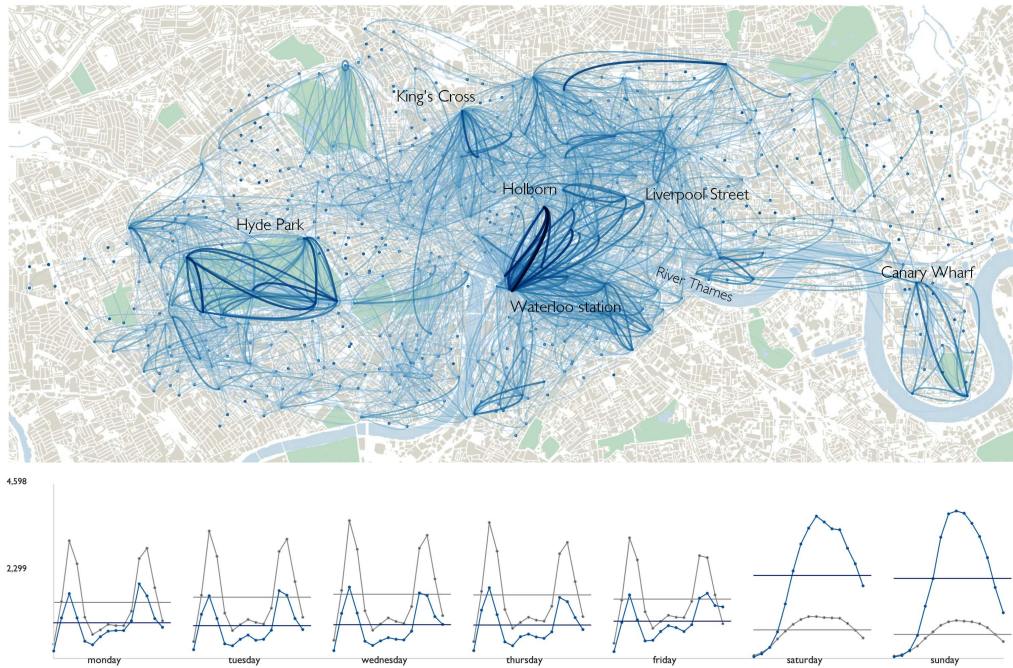 King's Cross
Holborn
Liverpool Street
Hyde Park
River Thames
Canary Wharf
Waterloo station
4,598
2,299
monday
tuesday
wednesday
thursday
friday
saturday
sunday